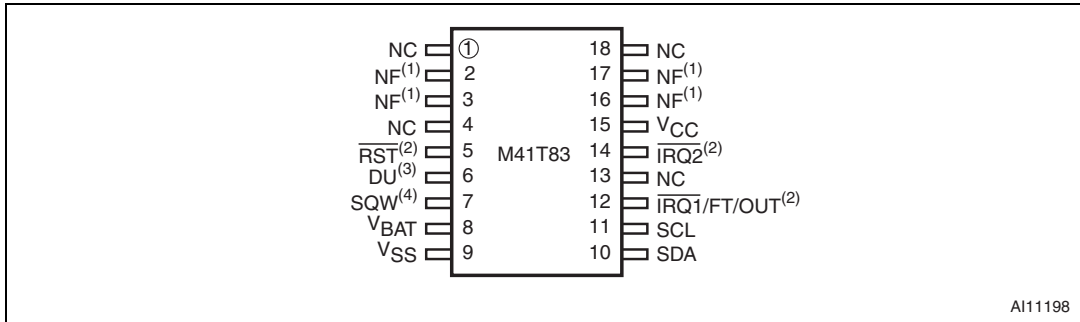 NC 1 18 NC
NF(1) 2 17 NF(1)
NF(1) 3 16 NF(1)
NC 4 15 VCC
RST(2) 5 M41T83 14 IRQ2(2)
DU(3) 6 13 NC
SQW(4) 7 12 IRQ1/FT/OUT(2)
VBAT 8 11 SCL
VSS 9 10 SDA
AI11198